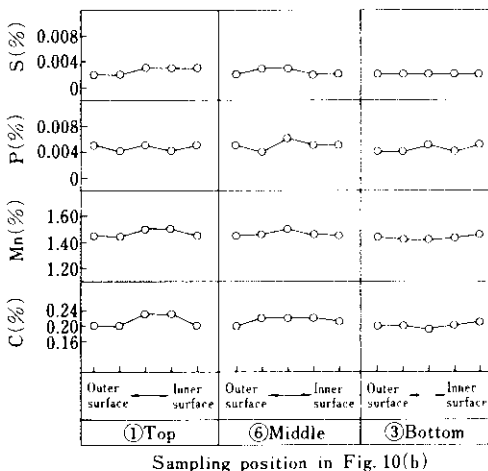 S(%)
0.008
0.004
0
P(%)
0.008
0.004
0
Mn(%)
1.60
1.40
1.20
C(%)
0.24
0.20
0.16
Outer surface ↔ Inner surface
Outer surface ↔ Inner surface
Outer surface ↔ Inner surface
①Top
⑥Middle
③Bottom
Sampling position in Fig. 10(b)